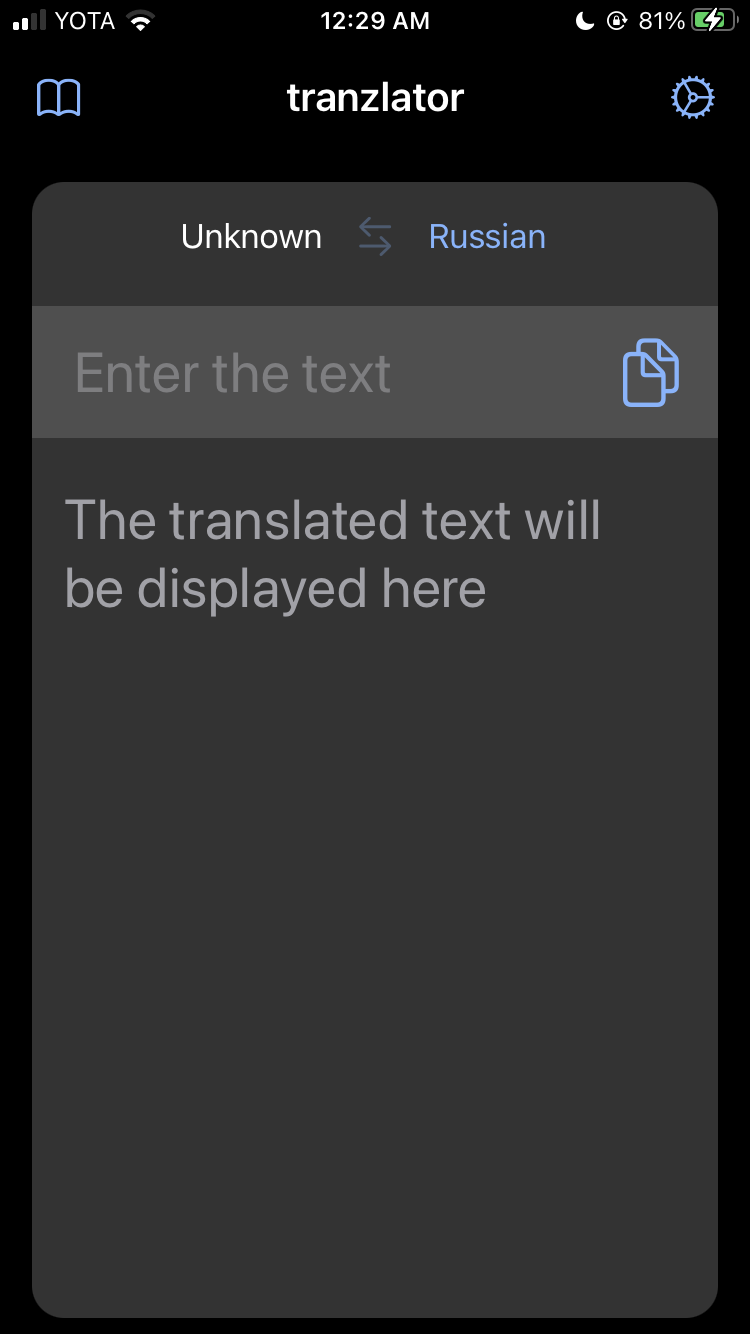 YOTA 12:29 AM 81%
tranzlator
Unknown Russian
Enter the text
The translated text will
be displayed here